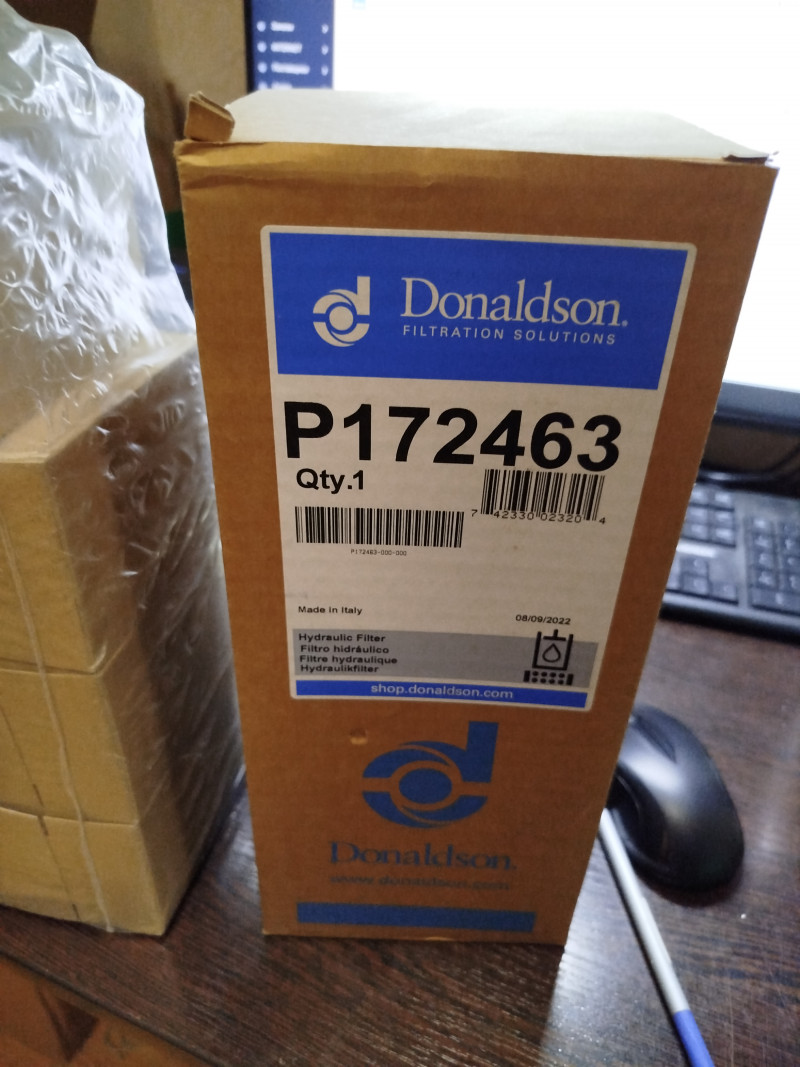 Donaldson.
FILTRATION SOLUTIONS
P172463
Qty.1
7 42330 02320 4
P172463-000-000
Made in Italy
08/09/2022
Hydraulic Filter
Filtro hidráulico
Filtre hydraulique
Hydraulikfilter
shop.donaldson.com
Donaldson.
www.donaldson.com